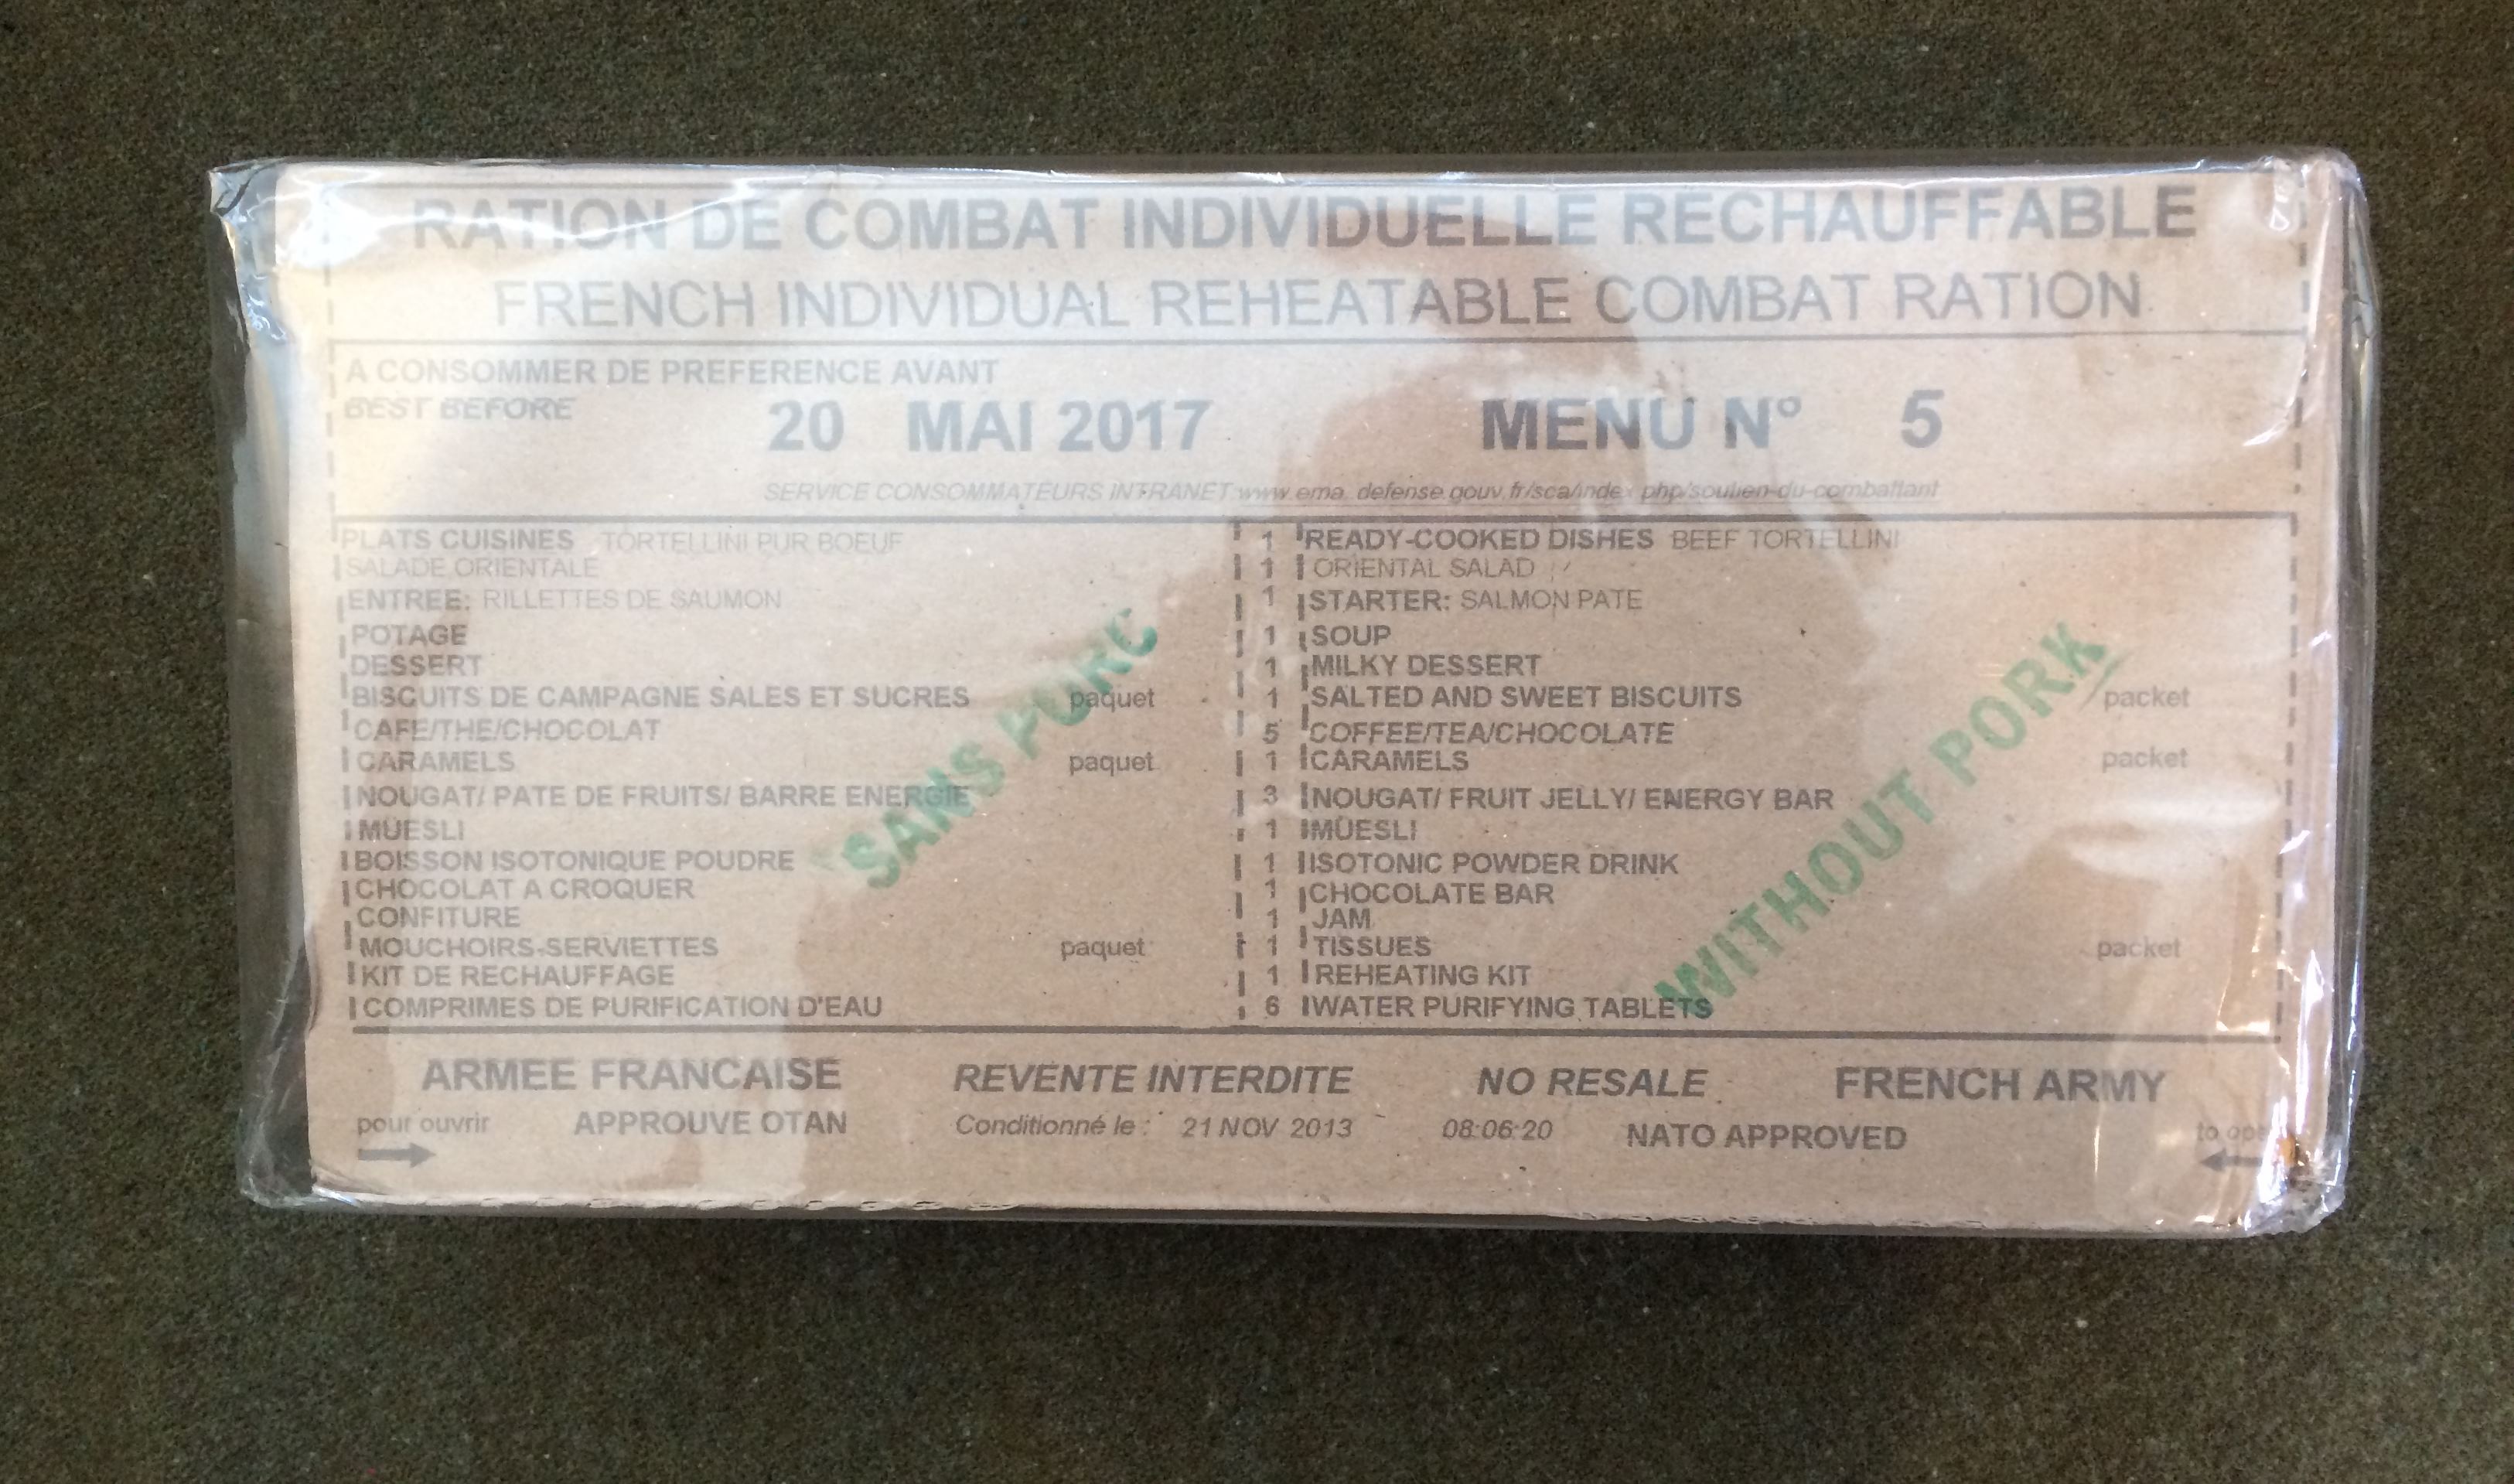 RATION DE COMBAT INDIVIDUELLE RECHAUFFABLE
FRENCH INDIVIDUAL REHEATABLE COMBAT RATION
A CONSOMMER DE PREFERENCE AVANT
BEST BEFORE
20 MAI 2017 MENU N° 5
SERVICE CONSOMMATEURS INTRANET:www.ema.defense.gouv.fr/sca/index.php/soutien-du-combattant
PLATS CUISINES TORTELLINI PUR BOEUF 1 READY-COOKED DISHES BEEF TORTELLINI
SALADE ORIENTALE 1 ORIENTAL SALAD
ENTREE: RILLETTES DE SAUMON 1 STARTER: SALMON PATE
POTAGE 1 SOUP
DESSERT 1 MILKY DESSERT
BISCUITS DE CAMPAGNE SALES ET SUCRES paquet 1 SALTED AND SWEET BISCUITS packet
CAFE/THE/CHOCOLAT 5 COFFEE/TEA/CHOCOLATE
CARAMELS paquet 1 CARAMELS packet
NOUGAT/ PATE DE FRUITS/ BARRE ENERGIE 3 NOUGAT/ FRUIT JELLY/ ENERGY BAR
MUESLI 1 MÜESLI
BOISSON ISOTONIQUE POUDRE 1 ISOTONIC POWDER DRINK
CHOCOLAT A CROQUER 1 CHOCOLATE BAR
CONFITURE 1 JAM
MOUCHOIRS-SERVIETTES paquet 1 TISSUES packet
KIT DE RECHAUFFAGE 1 REHEATING KIT
COMPRIMES DE PURIFICATION D'EAU 6 WATER PURIFYING TABLETS
SANS PORC
WITHOUT PORK
ARMEE FRANCAISE REVENTE INTERDITE NO RESALE FRENCH ARMY
pour ouvrir APPROUVE OTAN Conditionné le : 21 NOV 2013 08:06:20 NATO APPROVED to